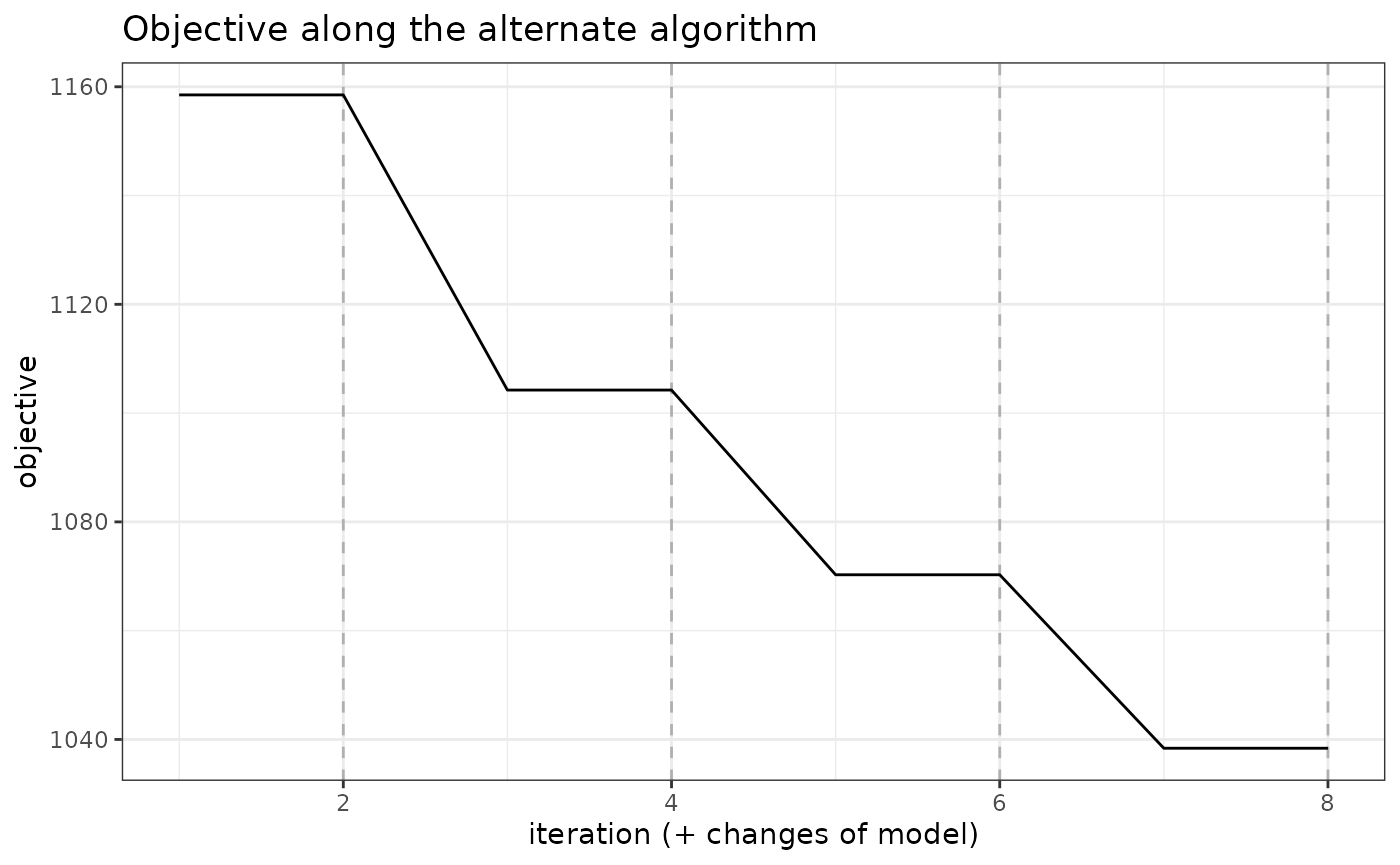 Objective along the alternate algorithm
1160
1120
1080
1040
objective
2 4 6 8
iteration (+ changes of model)